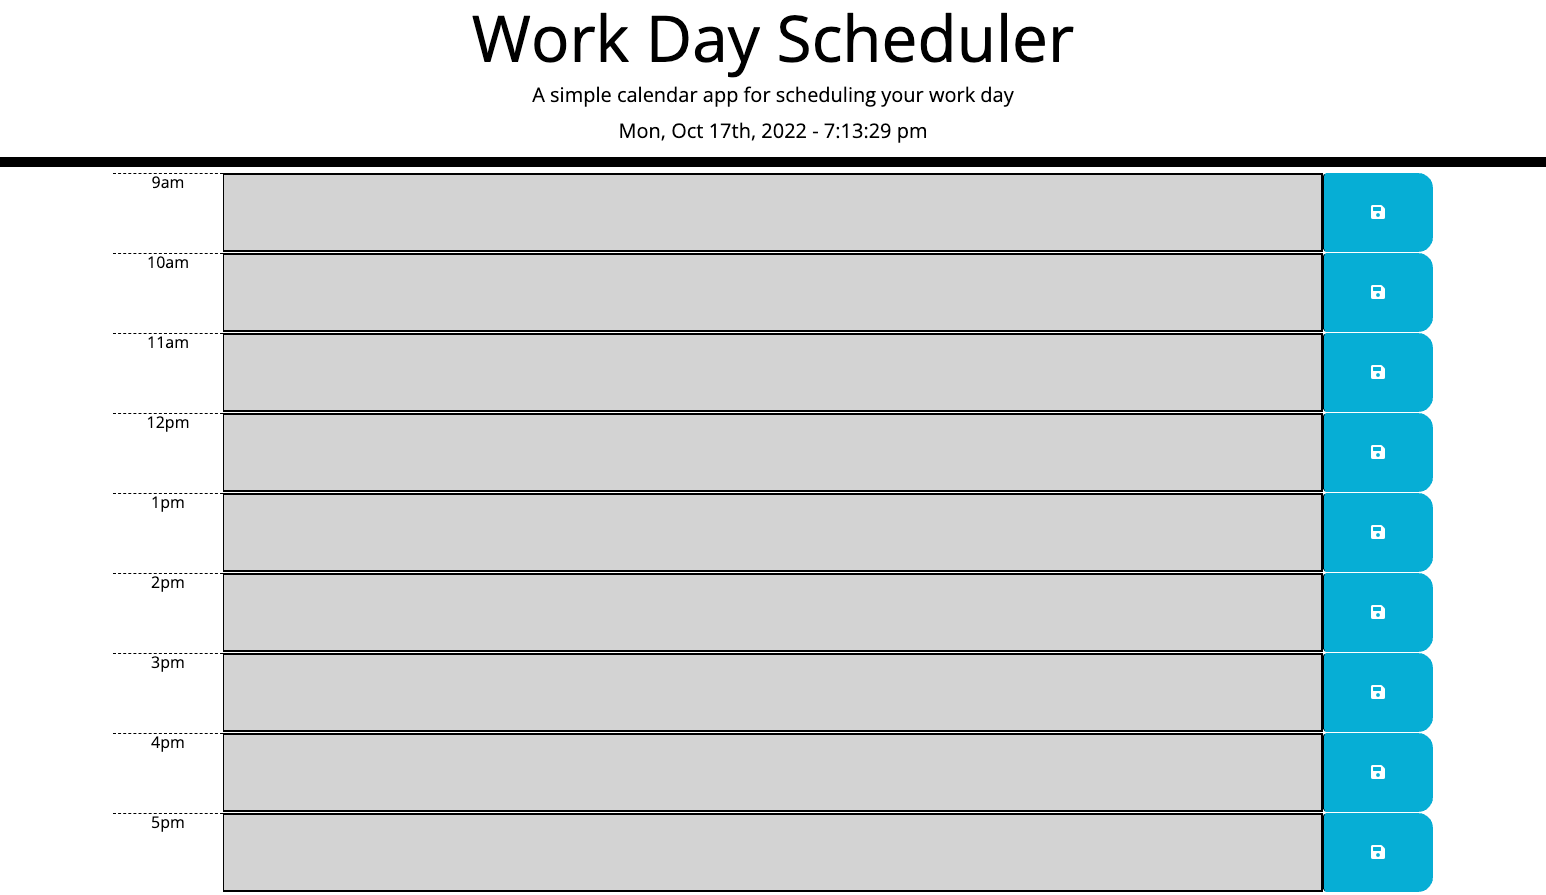 Work Day Scheduler
A simple calendar app for scheduling your work day
Mon, Oct 17th, 2022 - 7:13:29 pm
9am
10am
11am
12pm
1pm
2pm
3pm
4pm
5pm